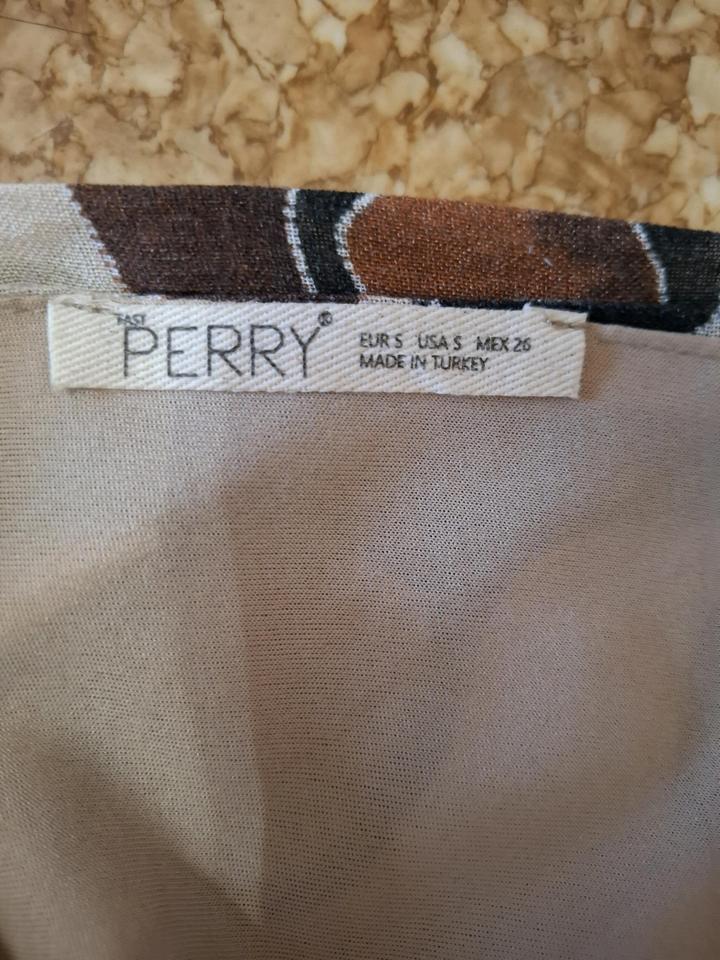 FAST
PERRY®
EUR S USA S MEX 26
MADE IN TURKEY